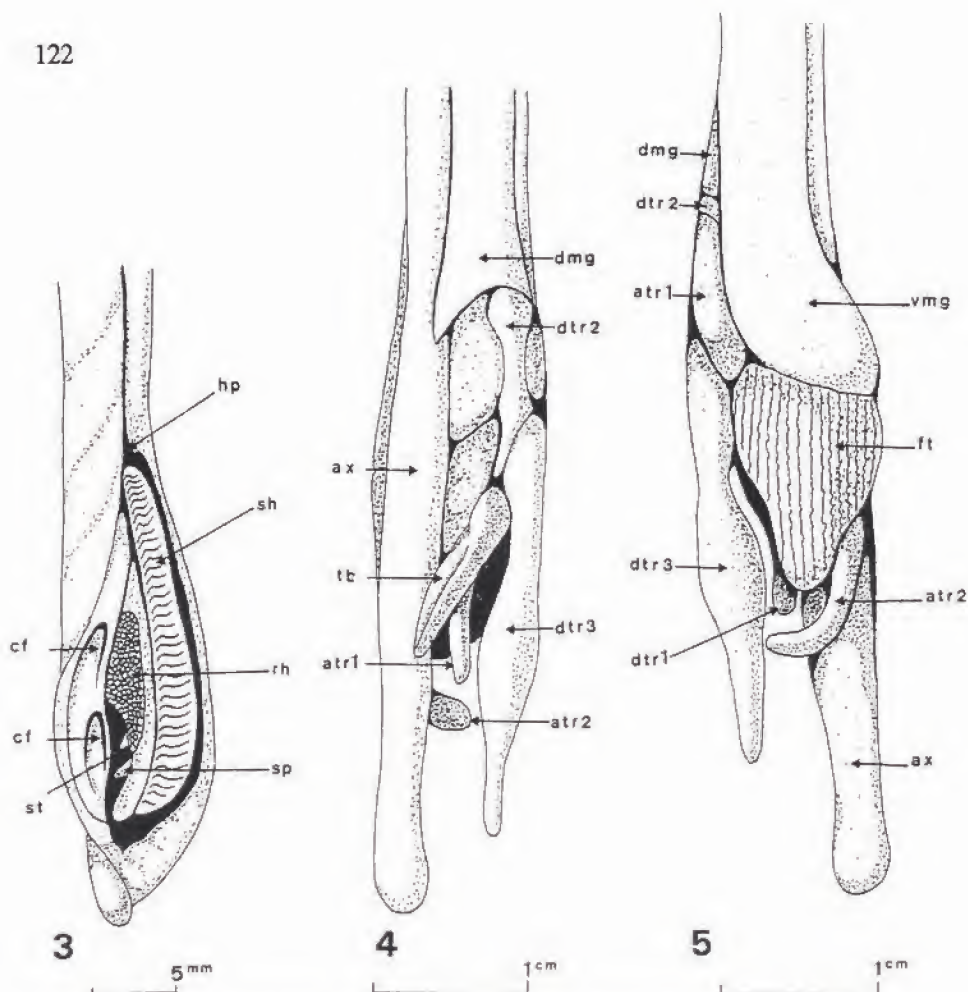 122
hp
sh
cf
rh
cf
sp
st
3
5mm
dmg
dtr2
ax
tb
dtr3
atr1
atr2
4
1cm
dmg
dtr2
atr1
vmg
ft
dtr3
atr2
dtr1
ax
5
1cm